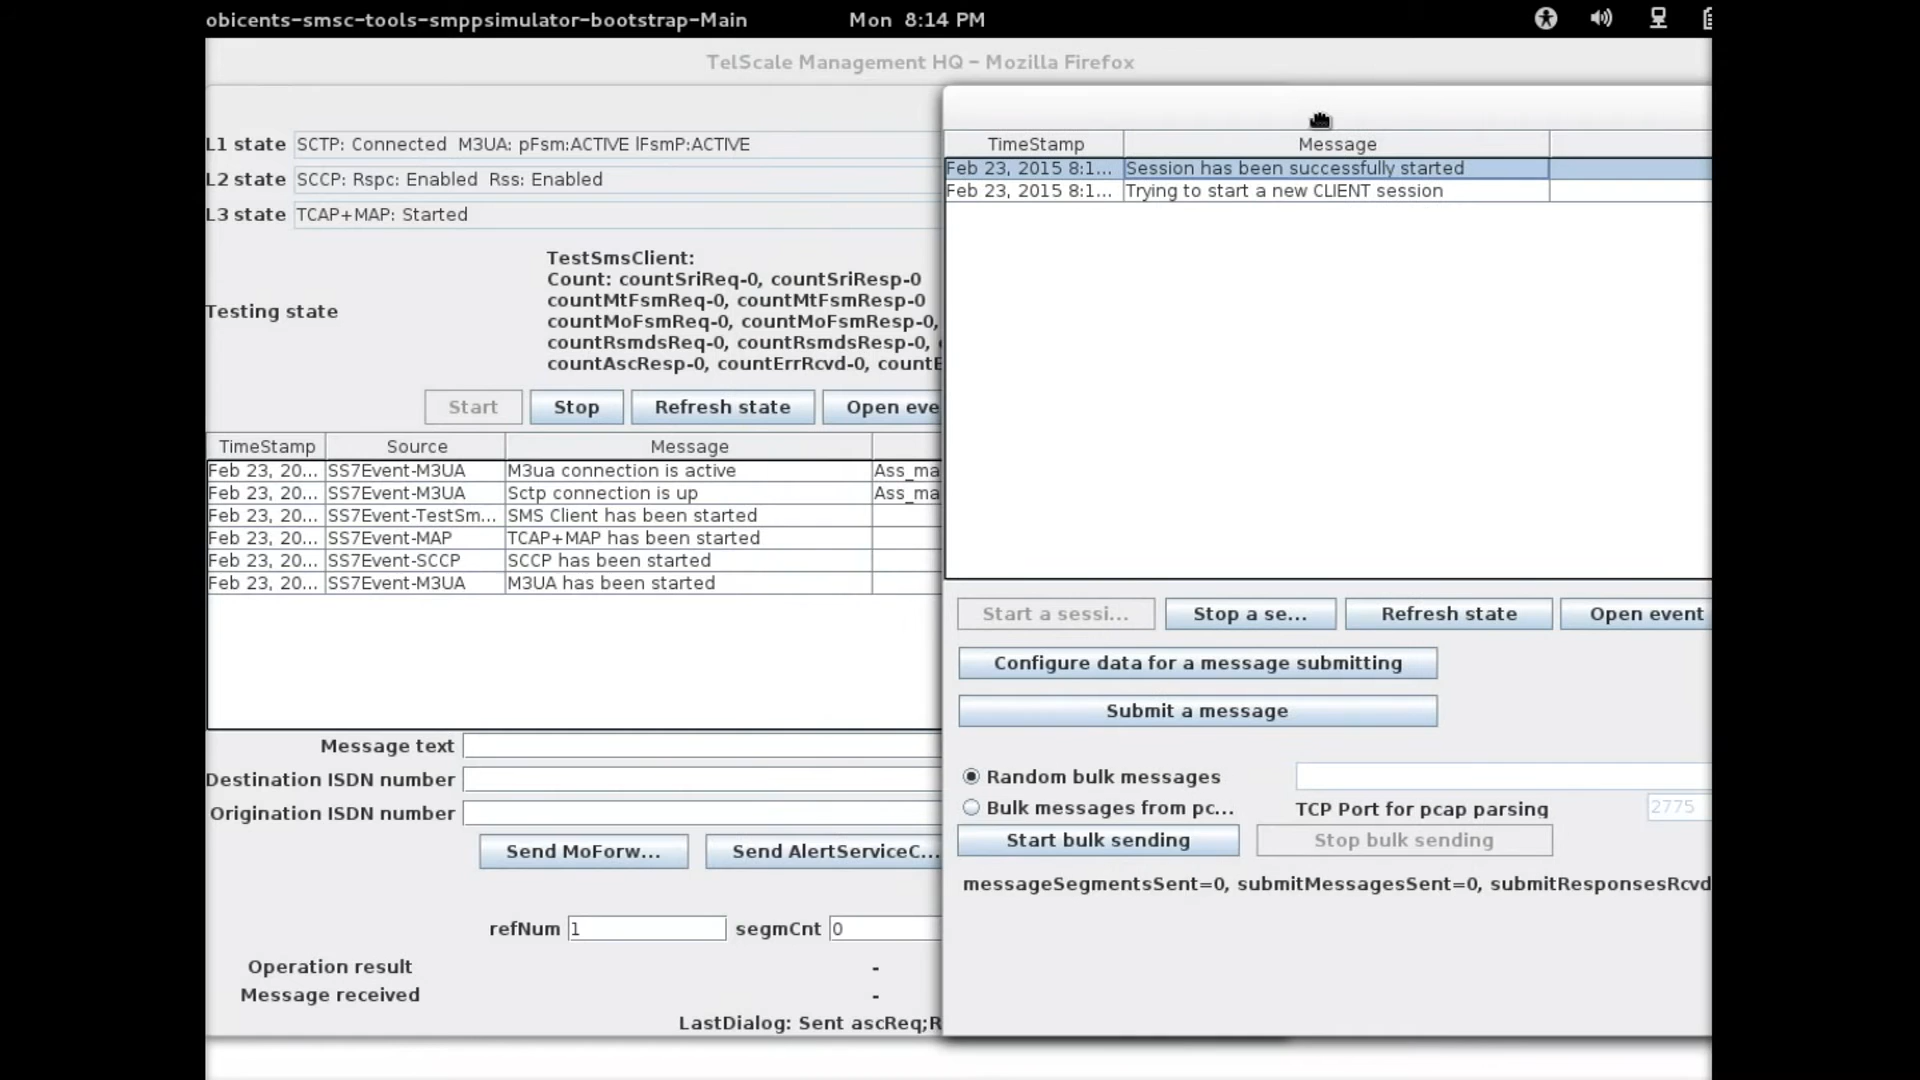 obicents-smsc-tools-smppsimulator-bootstrap-Main
Mon 8:14 PM
TelScale Management HQ - Mozilla Firefox
L1 state SCTP: Connected M3UA: pFsm:ACTIVE lFsmP:ACTIVE
L2 state SCCP: Rspc: Enabled Rss: Enabled
L3 state TCAP+MAP: Started
Testing state
TestSmsClient:
Count: countSriReq-0, countSriResp-0
countMtFsmReq-0, countMtFsmResp-0
countMoFsmReq-0, countMoFsmResp-0,
countRsmdsReq-0, countRsmdsResp-0,
countAscResp-0, countErrRcvd-0, countE
Start Stop Refresh state Open eve
TimeStamp Source Message
Feb 23, 20... SS7Event-M3UA M3ua connection is active Ass_ma
Feb 23, 20... SS7Event-M3UA Sctp connection is up Ass_ma
Feb 23, 20... SS7Event-TestSm... SMS Client has been started
Feb 23, 20... SS7Event-MAP TCAP+MAP has been started
Feb 23, 20... SS7Event-SCCP SCCP has been started
Feb 23, 20... SS7Event-M3UA M3UA has been started
Message text
Destination ISDN number
Origination ISDN number
Send MoForw... Send AlertServiceC...
refNum 1 segmCnt 0
Operation result -
Message received -
LastDialog: Sent ascReq;R
TimeStamp Message
Feb 23, 2015 8:1... Session has been successfully started
Feb 23, 2015 8:1... Trying to start a new CLIENT session
Start a sessi... Stop a se... Refresh state Open event
Configure data for a message submitting
Submit a message
Random bulk messages
Bulk messages from pc... TCP Port for pcap parsing 2775
Start bulk sending Stop bulk sending
messageSegmentsSent=0, submitMessagesSent=0, submitResponsesRcvd